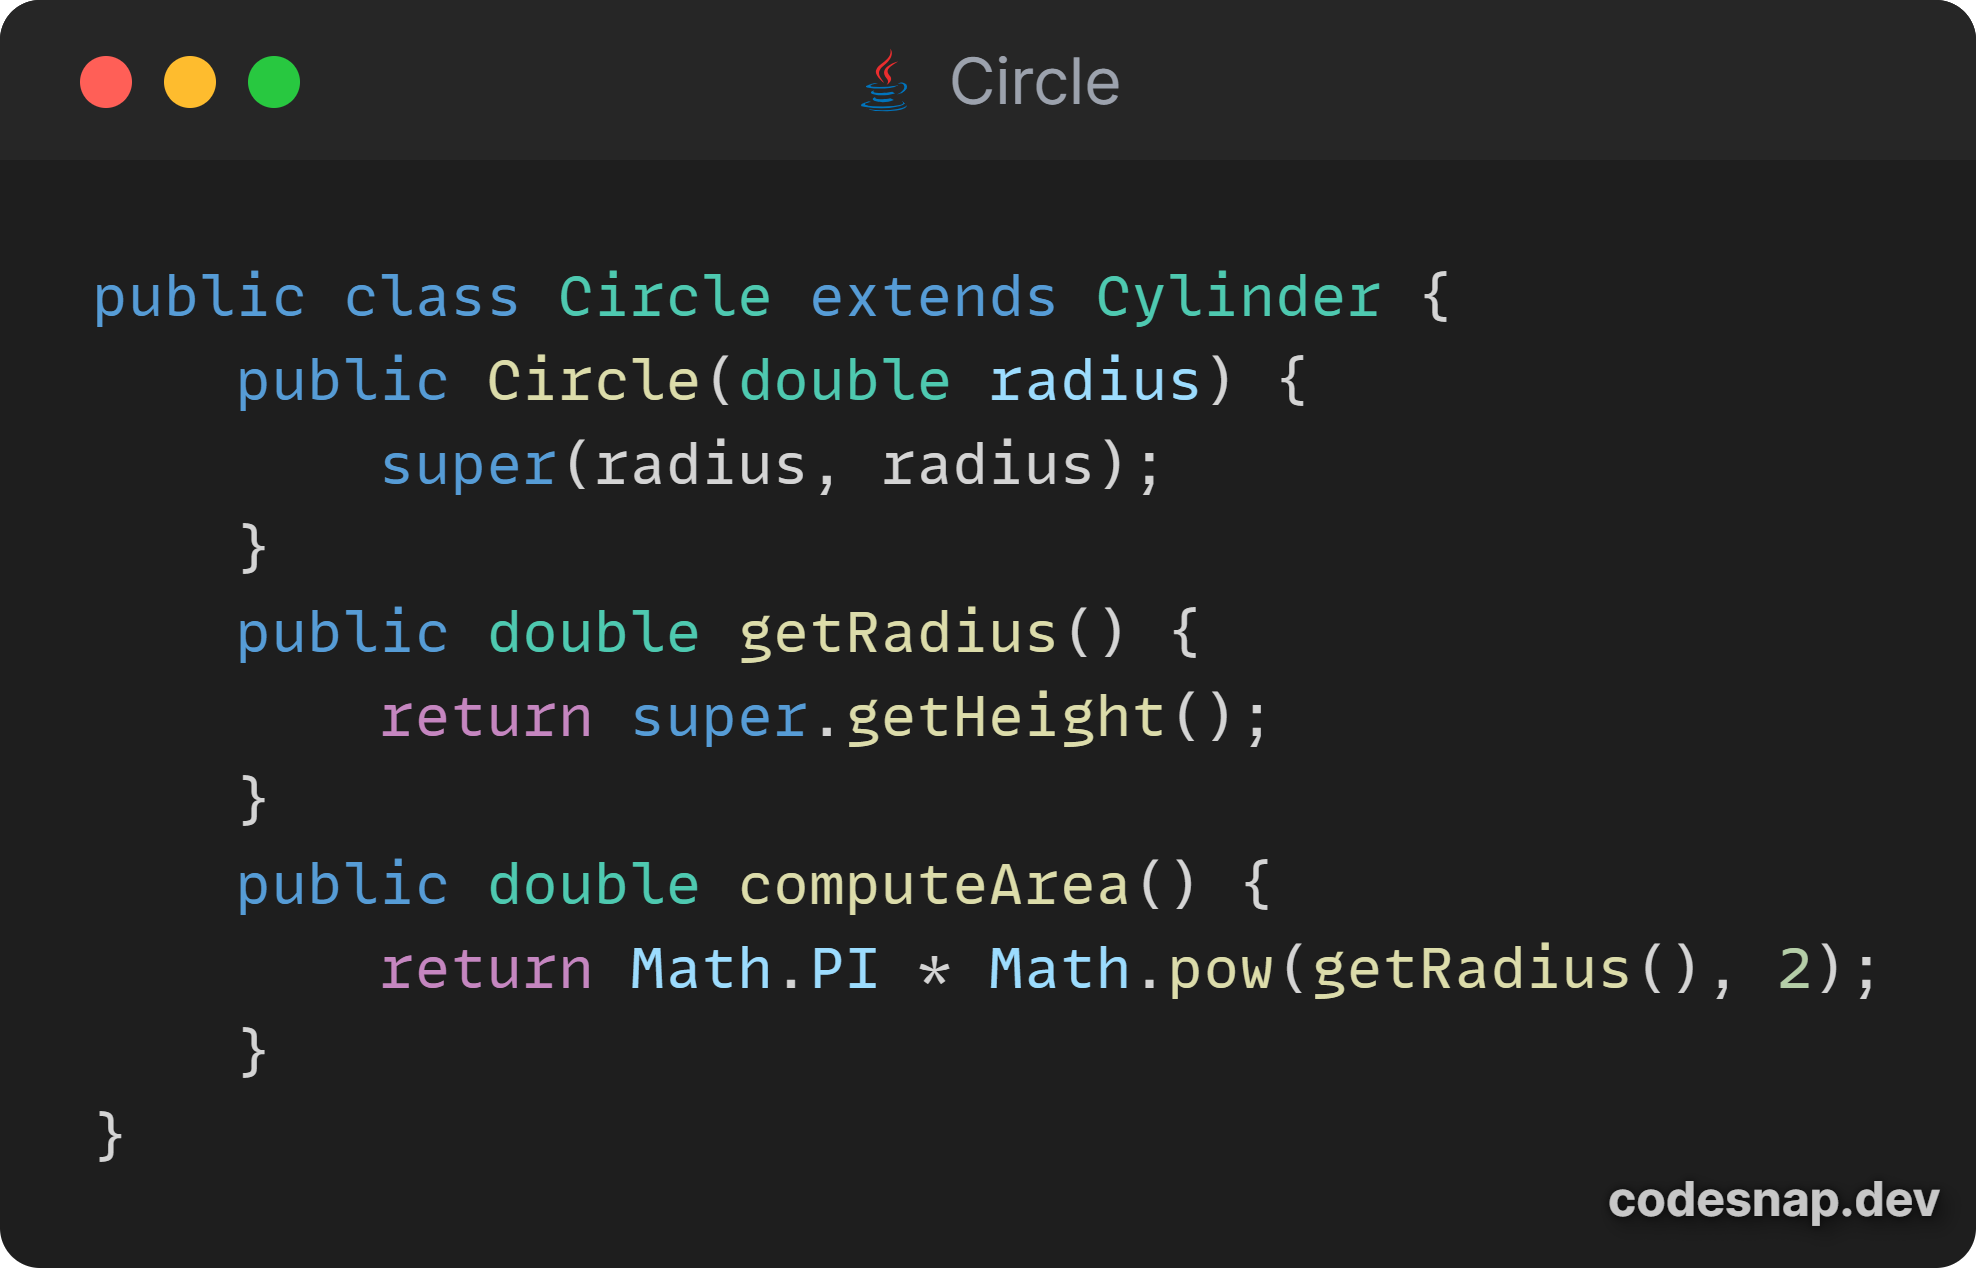 Circle
public class Circle extends Cylinder {
    public Circle(double radius) {
        super(radius, radius);
    }
    public double getRadius() {
        return super.getHeight();
    }
    public double computeArea() {
        return Math.PI * Math.pow(getRadius(), 2);
    }
}
codesnap.dev